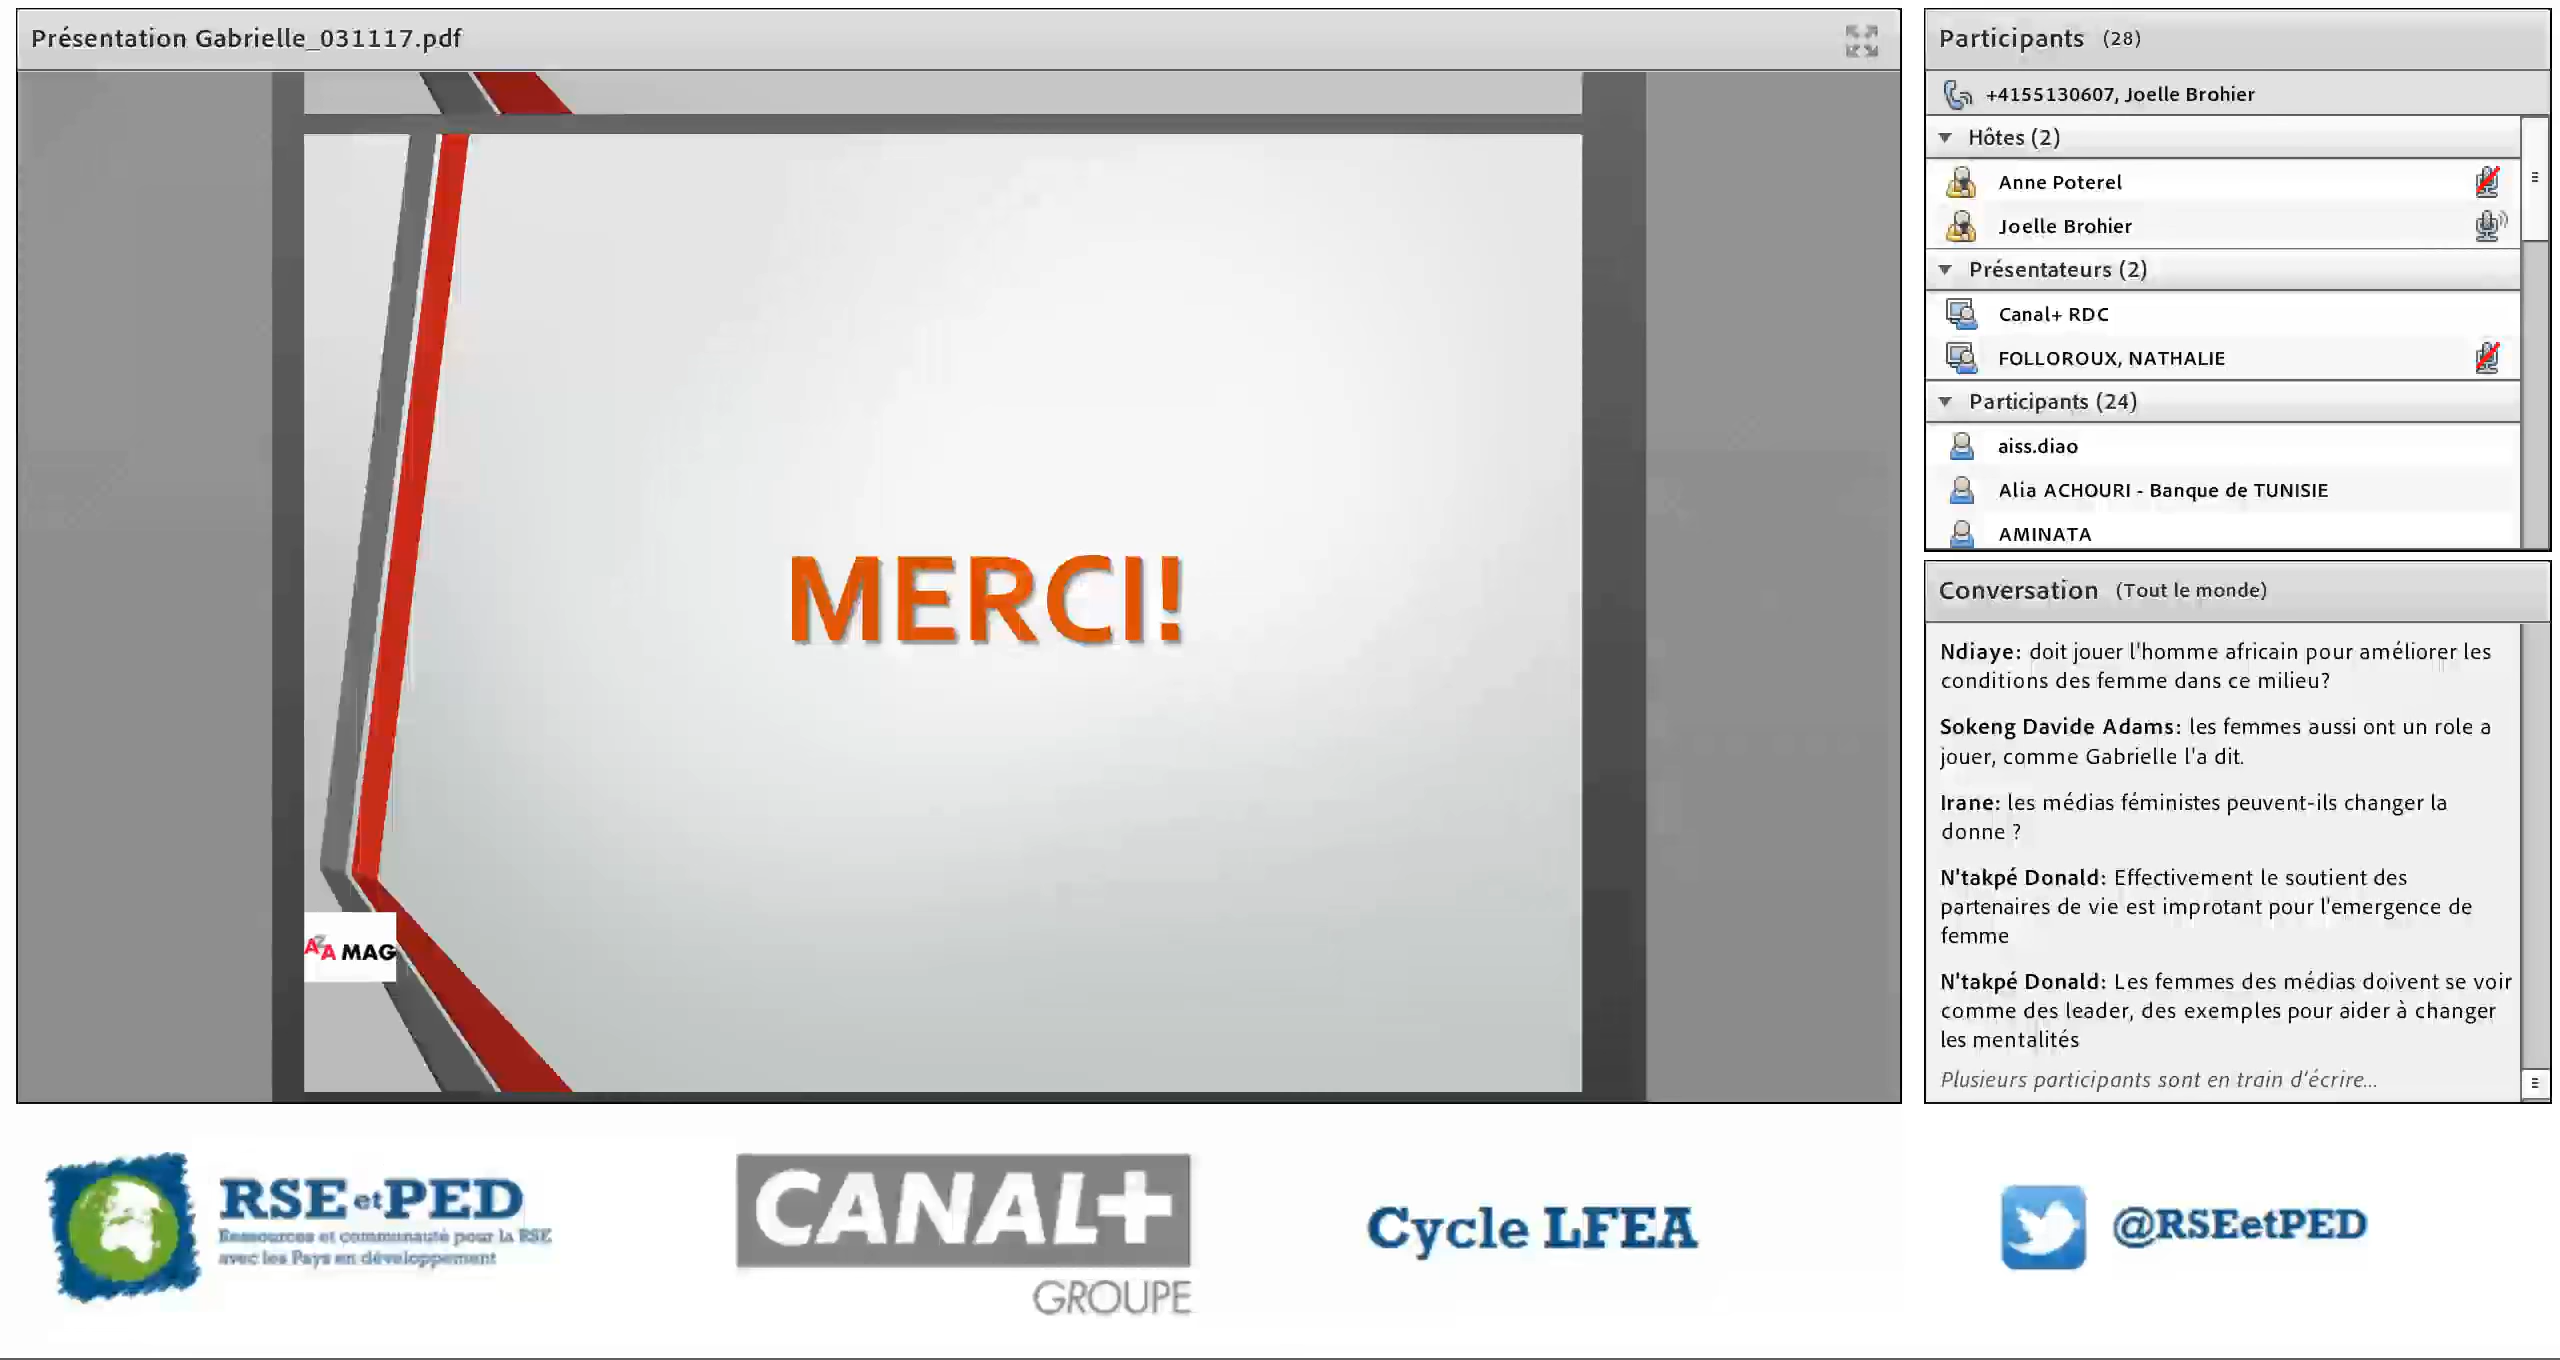 Présentation Gabrielle_031117.pdf
MERCI!
AZA MAG
Participants (28)
+4155130607, Joelle Brohier
Hôtes (2)
Anne Poterel
Joelle Brohier
Présentateurs (2)
Canal+ RDC
FOLLOROUX, NATHALIE
Participants (24)
aiss.diao
Alia ACHOURI - Banque de TUNISIE
AMINATA
Conversation (Tout le monde)
Ndiaye: doit jouer l'homme africain pour améliorer les
conditions des femme dans ce milieu?
Sokeng Davide Adams: les femmes aussi ont un role a
jouer, comme Gabrielle l'a dit.
Irane: les médias féministes peuvent-ils changer la
donne ?
N'takpé Donald: Effectivement le soutient des
partenaires de vie est improtant pour l'emergence de
femme
N'takpé Donald: Les femmes des médias doivent se voir
comme des leader, des exemples pour aider à changer
les mentalités
Plusieurs participants sont en train d'écrire...
RSE et PED
Ressources et communauté pour la RSE
avec les Pays en développement
CANAL+
GROUPE
Cycle LFEA
@RSEetPED